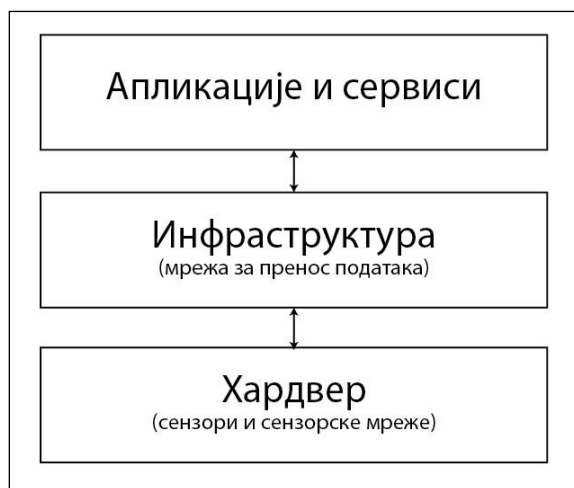 Апликације и сервиси
Инфраструктура
(мрежа за пренос података)
Хардвер
(сензори и сензорске мреже)